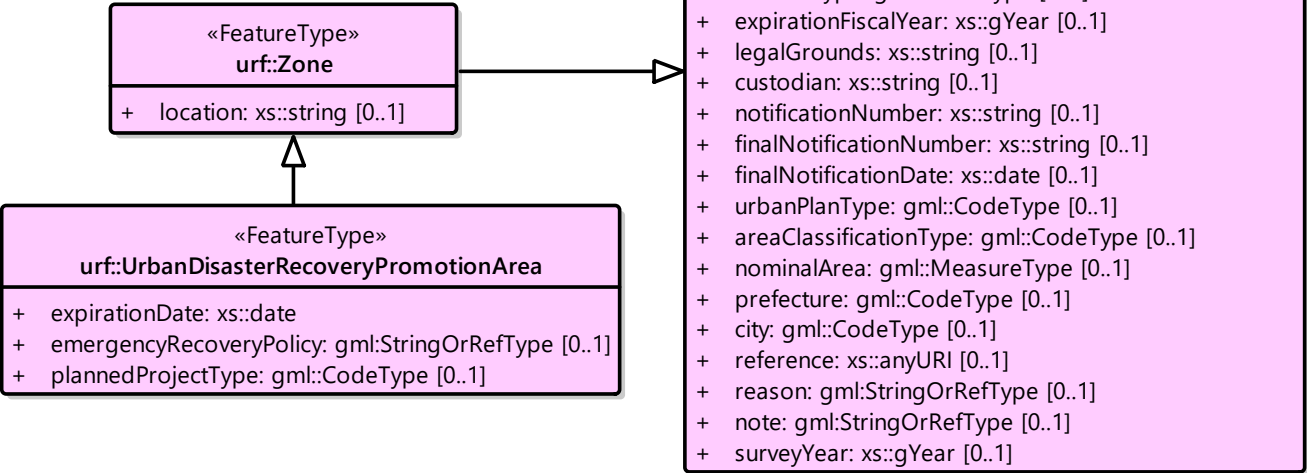 «FeatureType»
urf::Zone
+ location: xs::string [0..1]
«FeatureType»
urf::UrbanDisasterRecoveryPromotionArea
+ expirationDate: xs::date
+ emergencyRecoveryPolicy: gml:StringOrRefType [0..1]
+ plannedProjectType: gml::CodeType [0..1]
+ expirationFiscalYear: xs::gYear [0..1]
+ legalGrounds: xs::string [0..1]
+ custodian: xs::string [0..1]
+ notificationNumber: xs::string [0..1]
+ finalNotificationNumber: xs::string [0..1]
+ finalNotificationDate: xs::date [0..1]
+ urbanPlanType: gml::CodeType [0..1]
+ areaClassificationType: gml::CodeType [0..1]
+ nominalArea: gml::MeasureType [0..1]
+ prefecture: gml::CodeType [0..1]
+ city: gml::CodeType [0..1]
+ reference: xs::anyURI [0..1]
+ reason: gml:StringOrRefType [0..1]
+ note: gml:StringOrRefType [0..1]
+ surveyYear: xs::gYear [0..1]